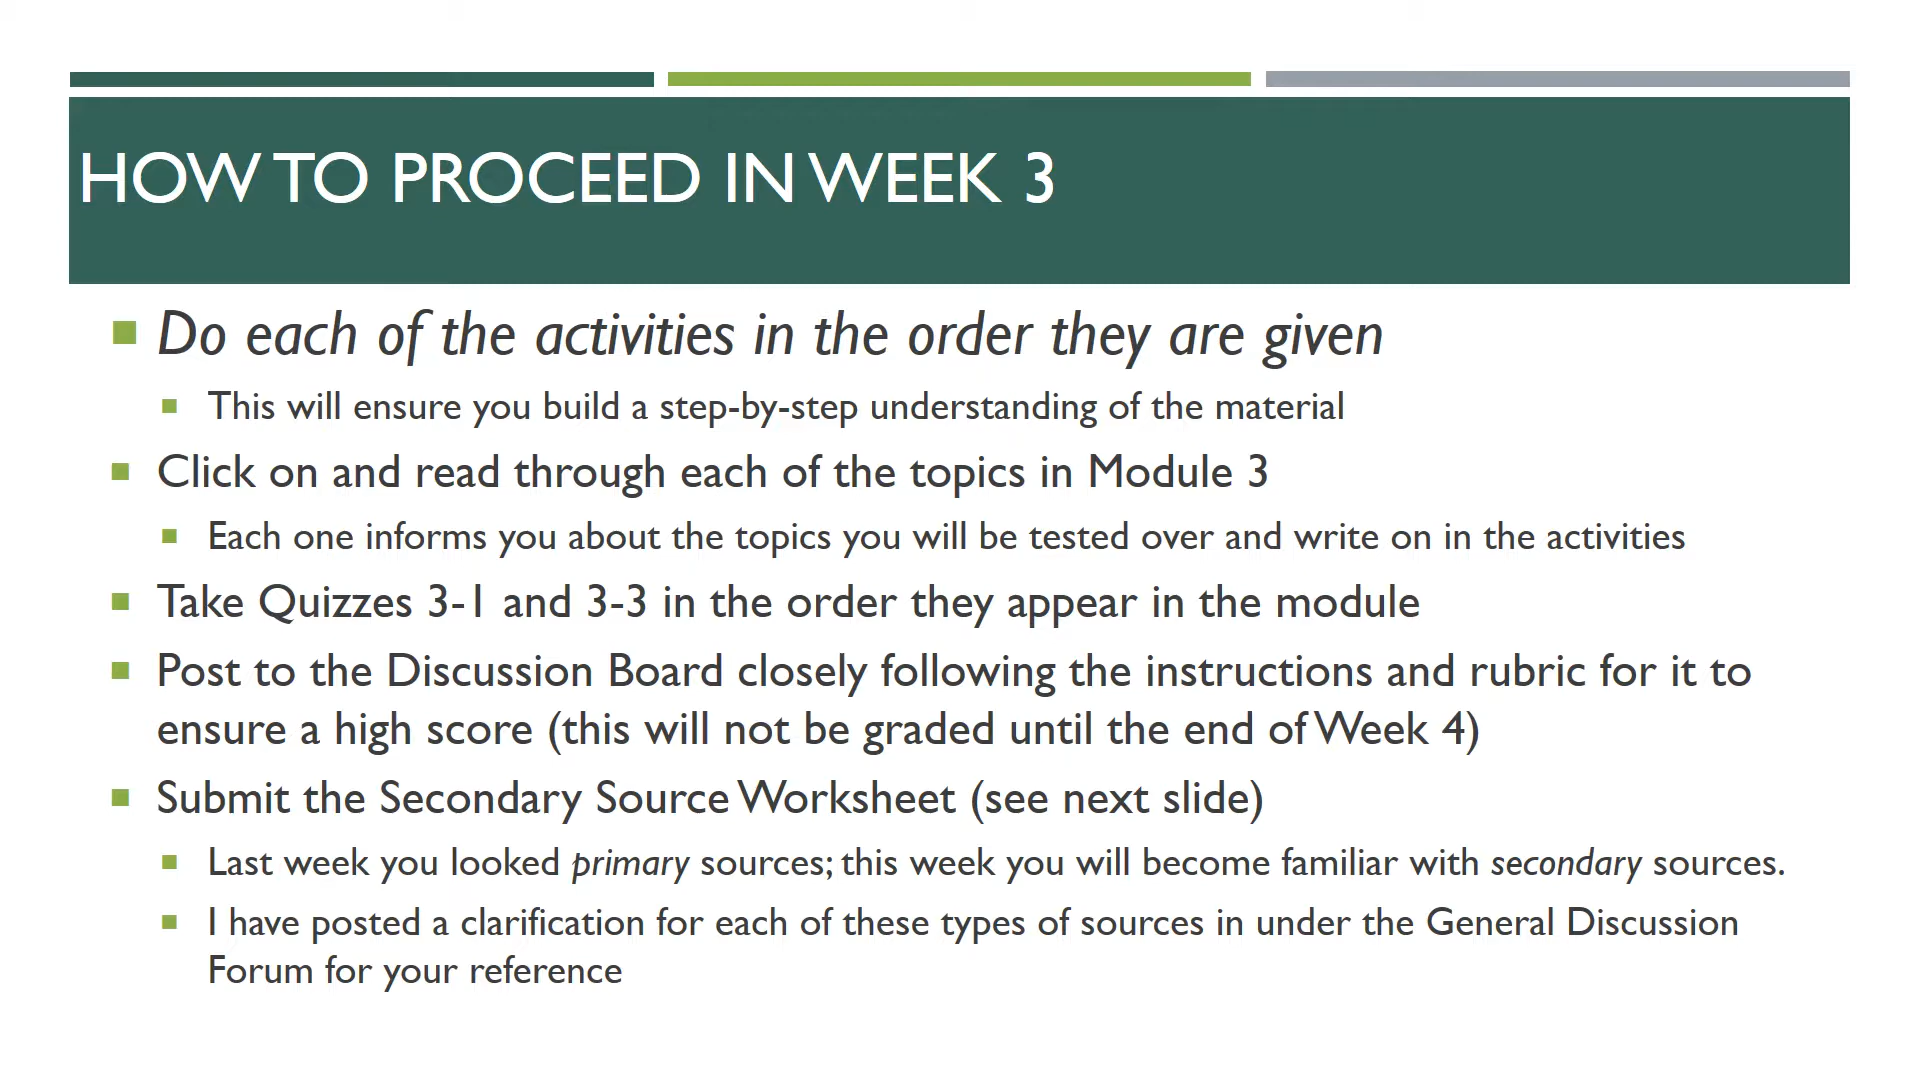 HOW TO PROCEED IN WEEK 3
Do each of the activities in the order they are given
This will ensure you build a step-by-step understanding of the material
Click on and read through each of the topics in Module 3
Each one informs you about the topics you will be tested over and write on in the activities
Take Quizzes 3-1 and 3-3 in the order they appear in the module
Post to the Discussion Board closely following the instructions and rubric for it to
ensure a high score (this will not be graded until the end of Week 4)
Submit the Secondary Source Worksheet (see next slide)
Last week you looked primary sources; this week you will become familiar with secondary sources.
I have posted a clarification for each of these types of sources in under the General Discussion
Forum for your reference